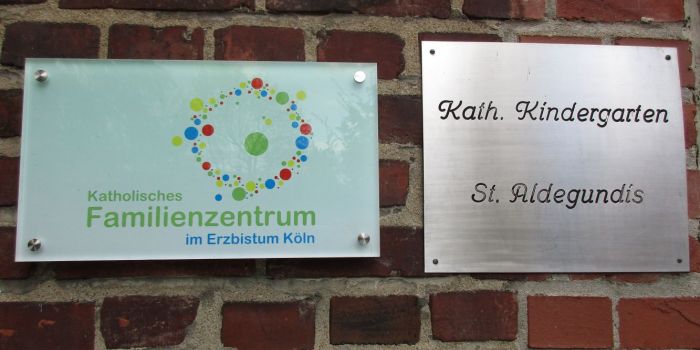 Katholisches
Familienzentrum
im Erzbistum Köln
Kath. Kindergarten
St. Aldegundis